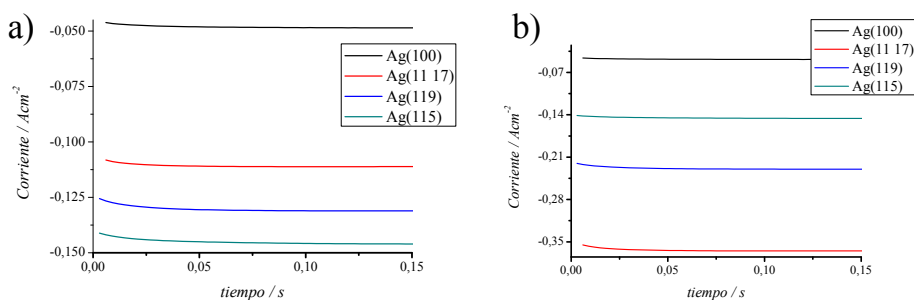 a)
-0,050
-0,075
-0,100
-0,125
-0,150
Corriente / Acm-2
0,00
0,05
0,10
0,15
tiempo / s
Ag(100)
Ag(11 17)
Ag(119)
Ag(115)
b)
-0,07
-0,14
-0,21
-0,28
-0,35
Corriente / Acm-2
0,00
0,05
0,10
0,15
tiempo / s
Ag(100)
Ag(11 17)
Ag(119)
Ag(115)